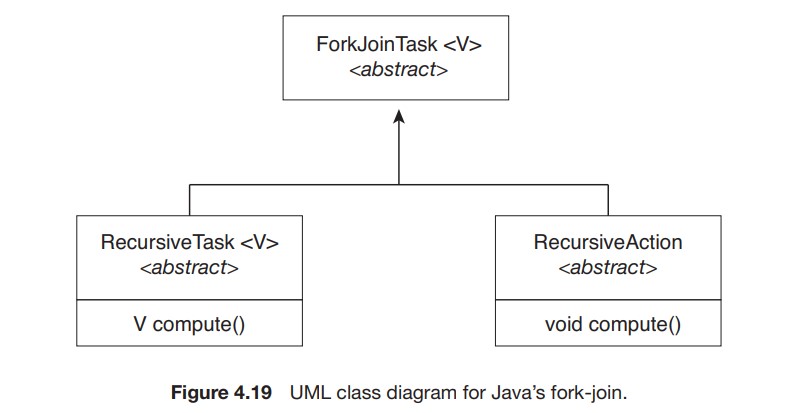 ForkJoinTask <V>
<abstract>
RecursiveTask <V>
<abstract>
V compute()
RecursiveAction
<abstract>
void compute()
Figure 4.19 UML class diagram for Java's fork-join.